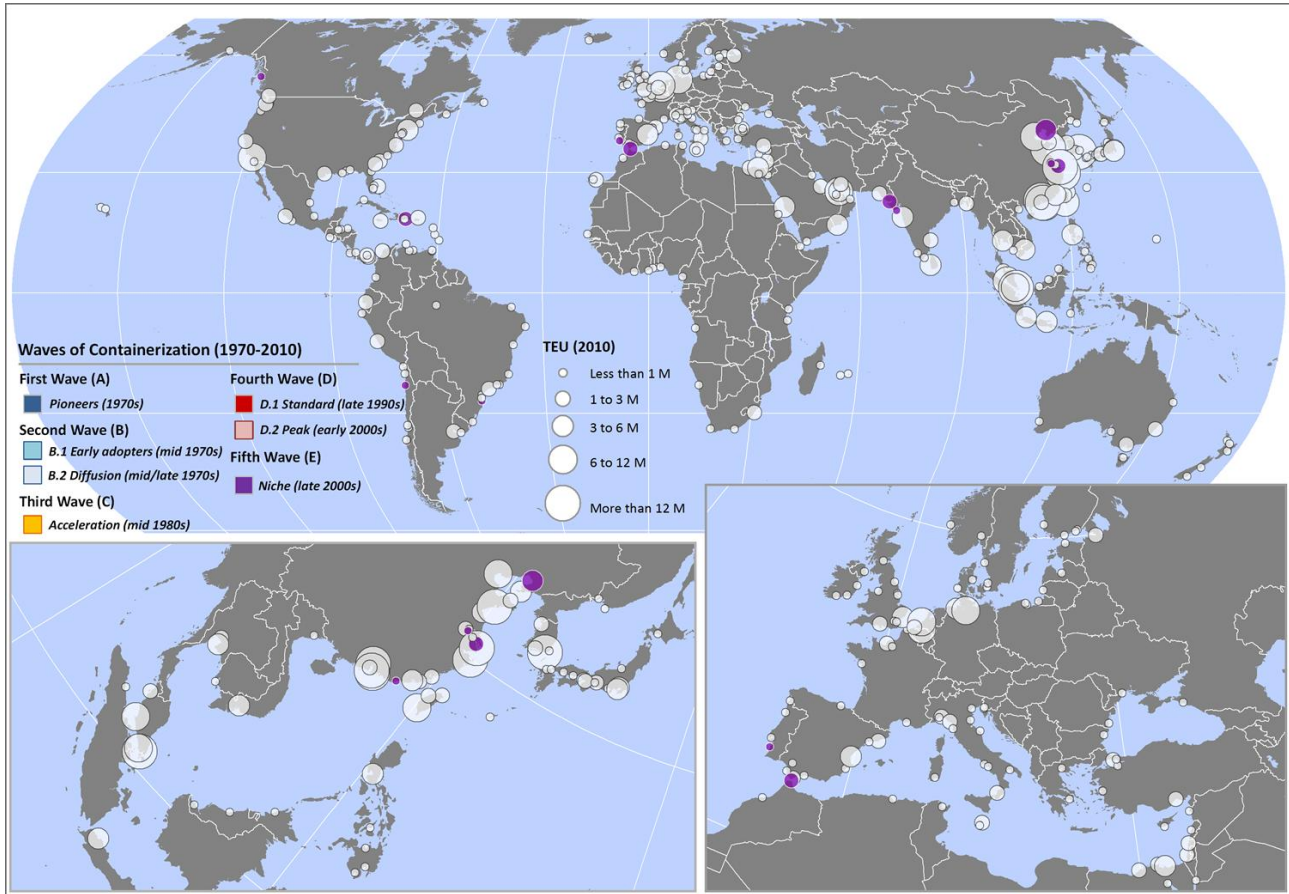 Waves of Containerization (1970-2010)
First Wave (A)
Pioneers (1970s)
Second Wave (B)
B.1 Early adopters (mid 1970s)
B.2 Diffusion (mid/late 1970s)
Third Wave (C)
Acceleration (mid 1980s)
Fourth Wave (D)
D.1 Standard (late 1990s)
D.2 Peak (early 2000s)
Fifth Wave (E)
Niche (late 2000s)
TEU (2010)
Less than 1 M
1 to 3 M
3 to 6 M
6 to 12 M
More than 12 M